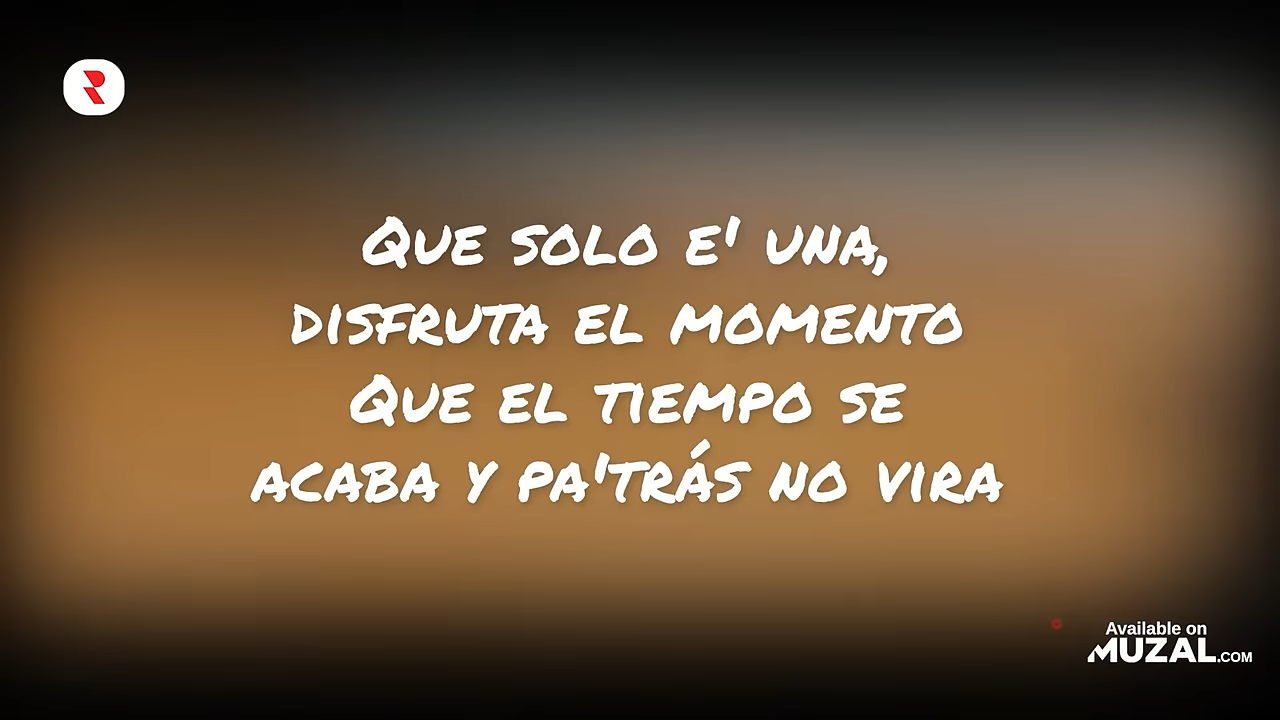 Que solo e' una,
disfruta el momento
Que el tiempo se
acaba y pa'trás no vira
Available on
MUZAL.COM